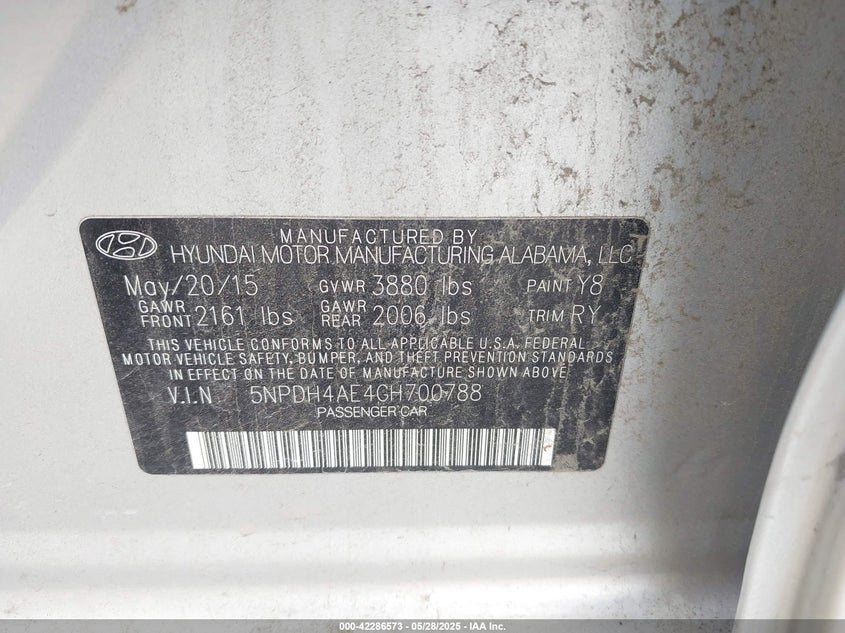 MANUFACTURED BY
HYUNDAI MOTOR MANUFACTURING ALABAMA, LLC
May/20/15 GVWR 3880 lbs PAINT Y8
GAWR FRONT 2161 lbs GAWR REAR 2006 lbs TRIM RY
THIS VEHICLE CONFORMS TO ALL APPLICABLE U.S.A. FEDERAL
MOTOR VEHICLE SAFETY, BUMPER, AND THEFT PREVENTION STANDARDS
IN EFFECT ON THE DATE OF MANUFACTURE SHOWN ABOVE.
V.I.N 5NPDH4AE4GH700788
PASSENGER CAR
000-42286573 — 05/28/2025 — IAA Inc.